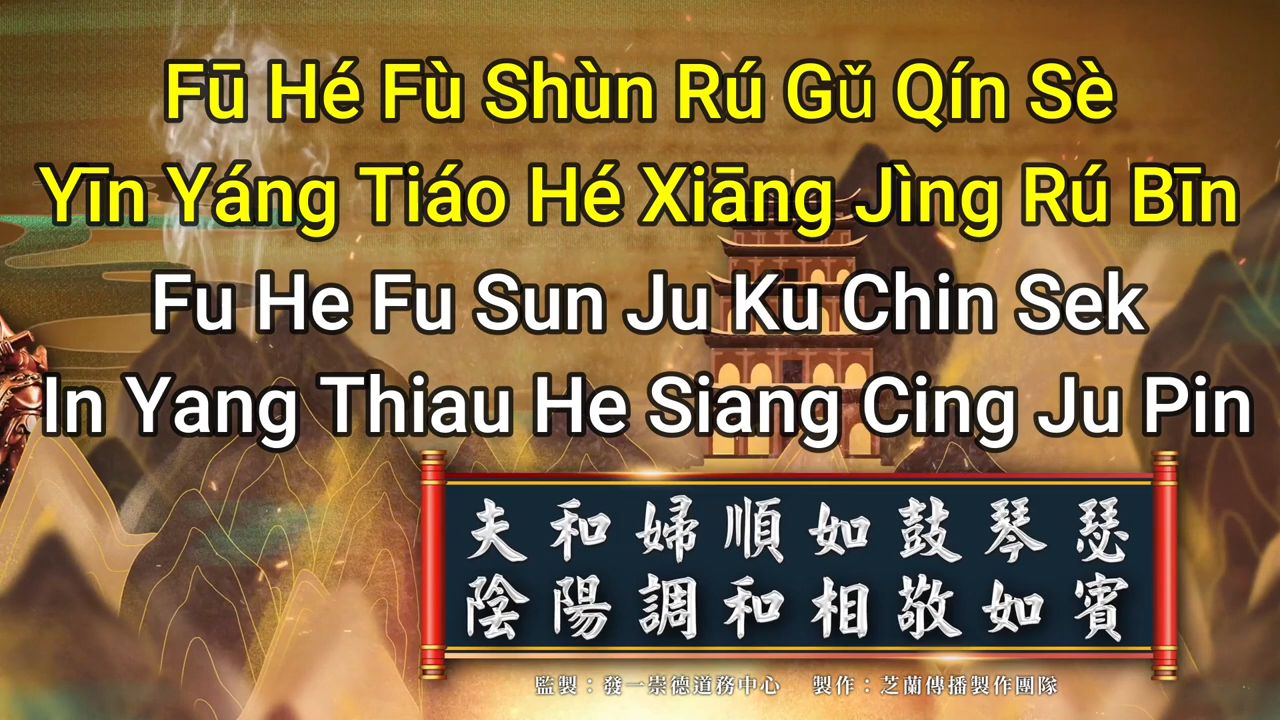 Fū Hé Fù Shùn Rú Gǔ Qín Sè
Yīn Yáng Tiáo Hé Xiāng Jìng Rú Bīn
Fu He Fu Sun Ju Ku Chin Sek
In Yang Thiau He Siang Cing Ju Pin
夫和婦順如鼓琴瑟
陰陽調和相敬如賓
監製：發一崇德道務中心 製作：芝蘭傳播製作團隊